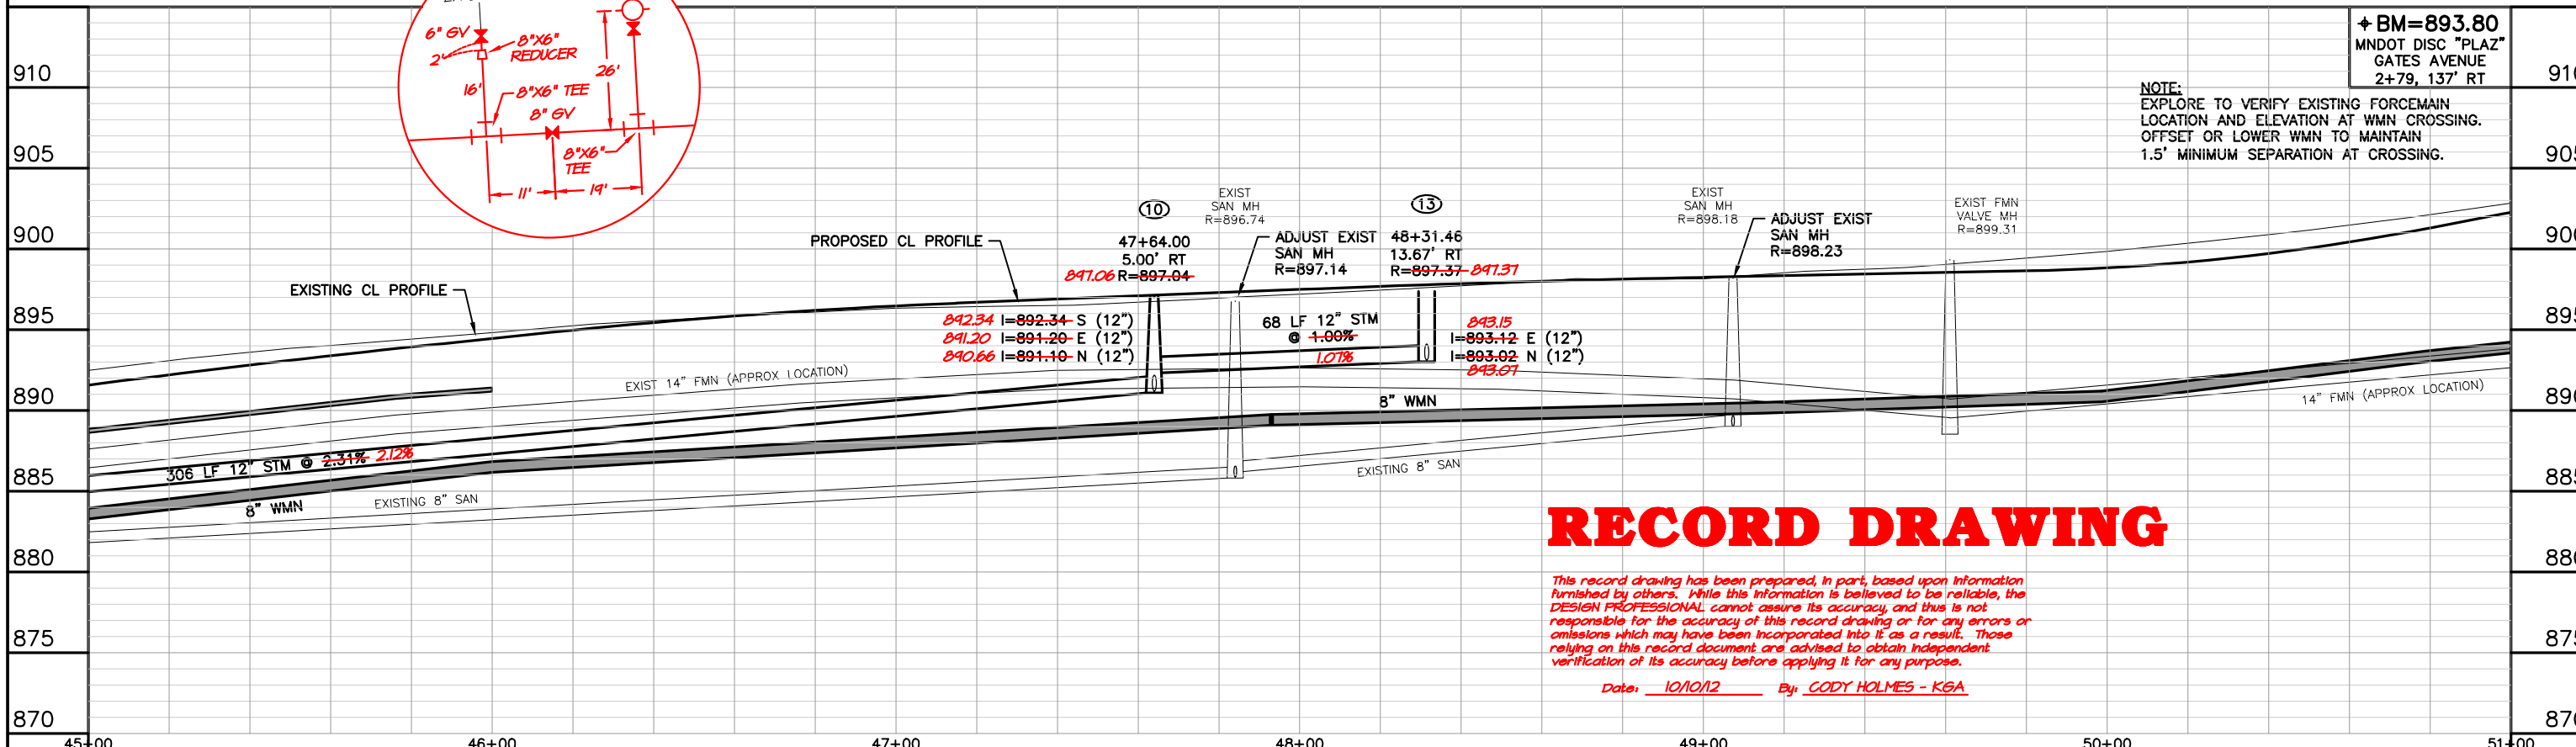 6" GV
2'
8"X6"
REDUCER
16'
8"X6" TEE
8" GV
26'
8"X6"
TEE
11'
19'
BM=893.80
MNDOT DISC "PLAZ"
GATES AVENUE
2+79, 137' RT
NOTE:
EXPLORE TO VERIFY EXISTING FORCEMAIN
LOCATION AND ELEVATION AT WMN CROSSING.
OFFSET OR LOWER WMN TO MAINTAIN
1.5' MINIMUM SEPARATION AT CROSSING.
910
905
900
895
890
885
880
875
870
EXISTING CL PROFILE
PROPOSED CL PROFILE
10
47+64.00
5.00' RT
897.06 R=897.04
892.34 I=892.34 S (12")
891.20 I=891.20 E (12")
890.66 I=891.10 N (12")
EXIST
SAN MH
R=896.74
ADJUST EXIST
SAN MH
R=897.14
13
48+31.46
13.67' RT
R=897.37 897.37
68 LF 12" STM
@ 1.00%
1.07%
893.15
I=893.12 E (12")
I=893.02 N (12")
893.07
EXIST
SAN MH
R=898.18
ADJUST EXIST
SAN MH
R=898.23
EXIST FMN
VALVE MH
R=899.31
EXIST 14" FMN (APPROX LOCATION)
8" WMN
14" FMN (APPROX LOCATION)
306 LF 12" STM @ 2.31% 2.12%
8" WMN
EXISTING 8" SAN
EXISTING 8" SAN
RECORD DRAWING
This record drawing has been prepared, in part, based upon information
furnished by others. While this information is believed to be reliable, the
DESIGN PROFESSIONAL cannot assure its accuracy, and thus is not
responsible for the accuracy of this record drawing or for any errors or
omissions which may have been incorporated into it as a result. Those
relying on this record document are advised to obtain independent
verification of its accuracy before applying it for any purpose.
Date: 10/10/12 By: CODY HOLMES - KGA
45+00 46+00 47+00 48+00 49+00 50+00 51+00